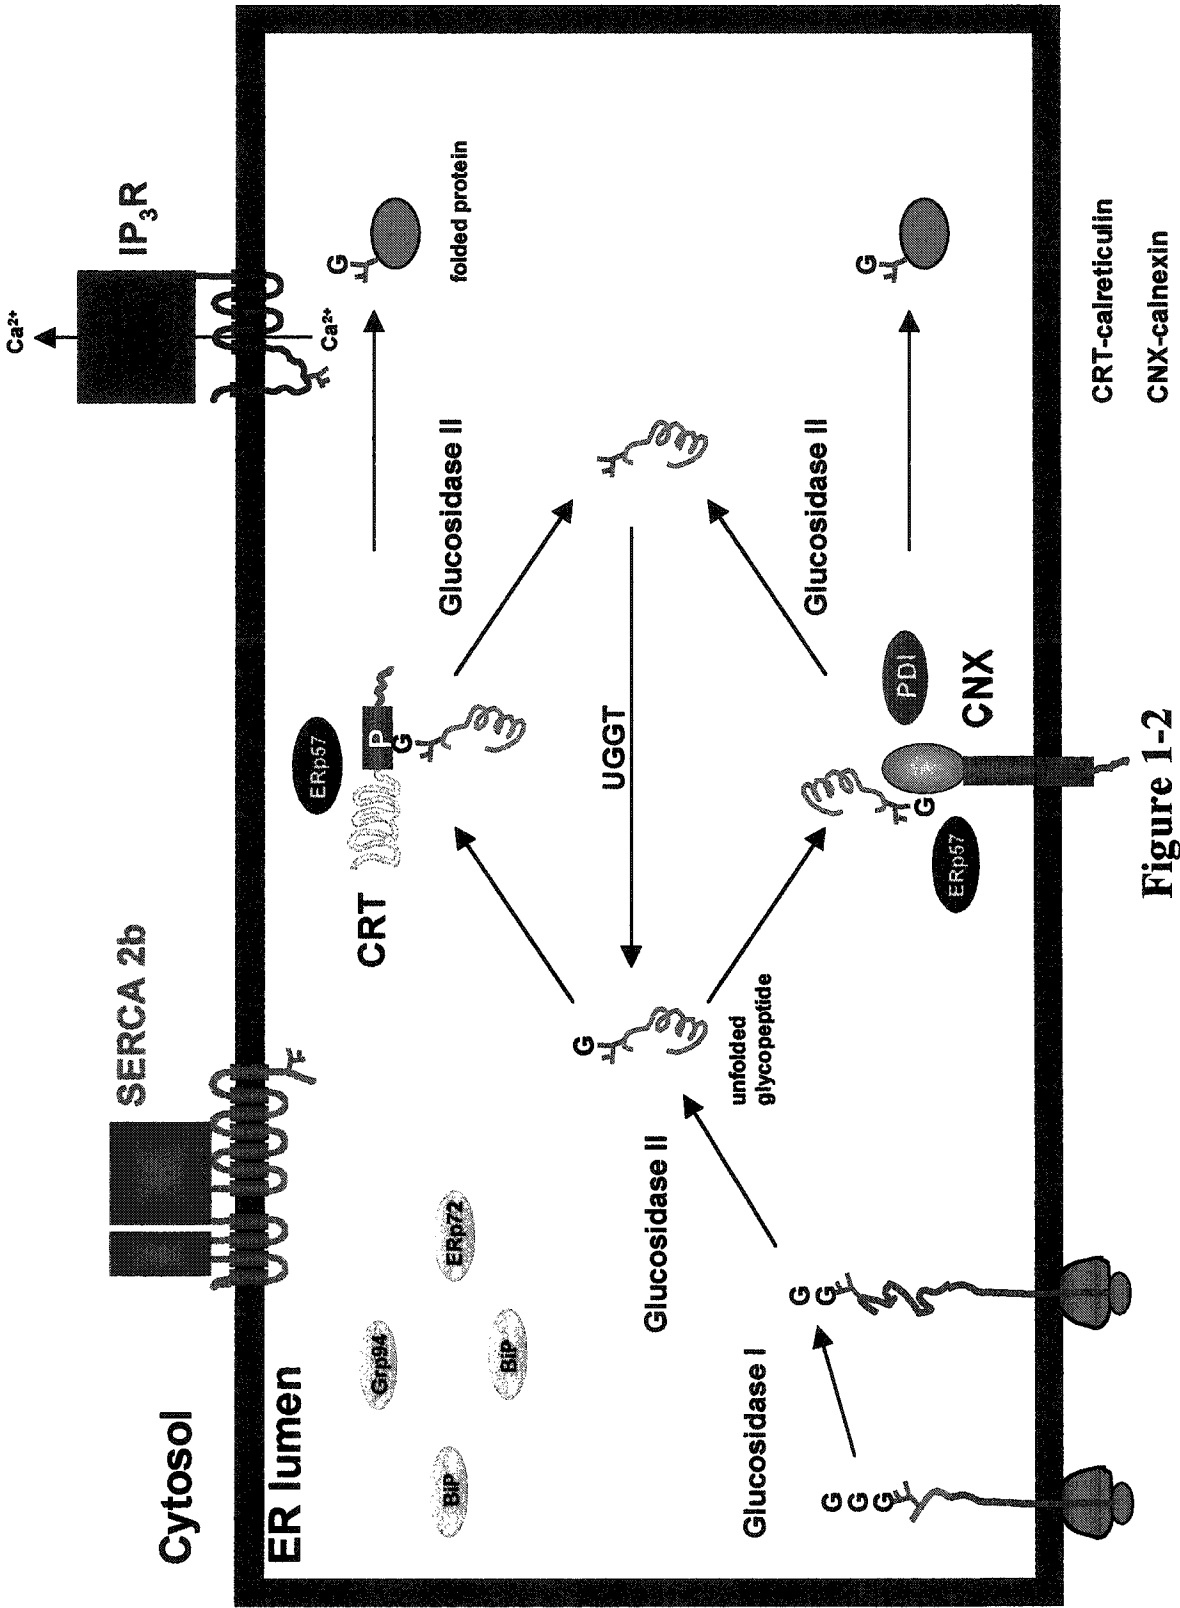 Cytosol
SERCA 2b
IP3R
Ca2+
Ca2+
ER lumen
BiP
Grp94
BiP
ERp72
CRT
ERp57
P
G
Glucosidase II
G
folded protein
G
unfolded
glycopeptide
UGGT
Glucosidase II
Glucosidase I
G G G
G G
G
ERp57
PDI
CNX
Glucosidase II
G
CRT-calreticulin
CNX-calnexin
Figure 1-2